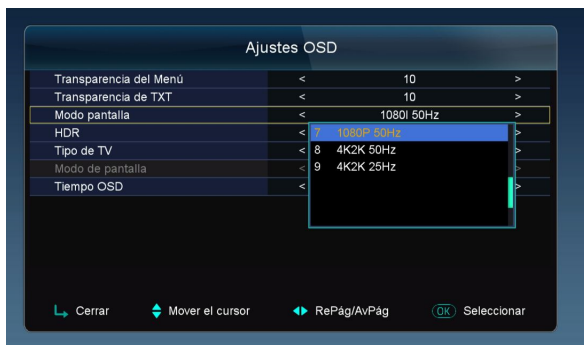 Ajustes OSD
Transparencia del Menú < 10 >
Transparencia de TXT < 10 >
Modo pantalla < 1080I 50Hz >
HDR < 7 1080P 50Hz >
Tipo de TV < 8 4K2K 50Hz >
Modo de pantalla < 9 4K2K 25Hz >
Tiempo OSD < >
Cerrar Mover el cursor RePág/AvPág OK Seleccionar